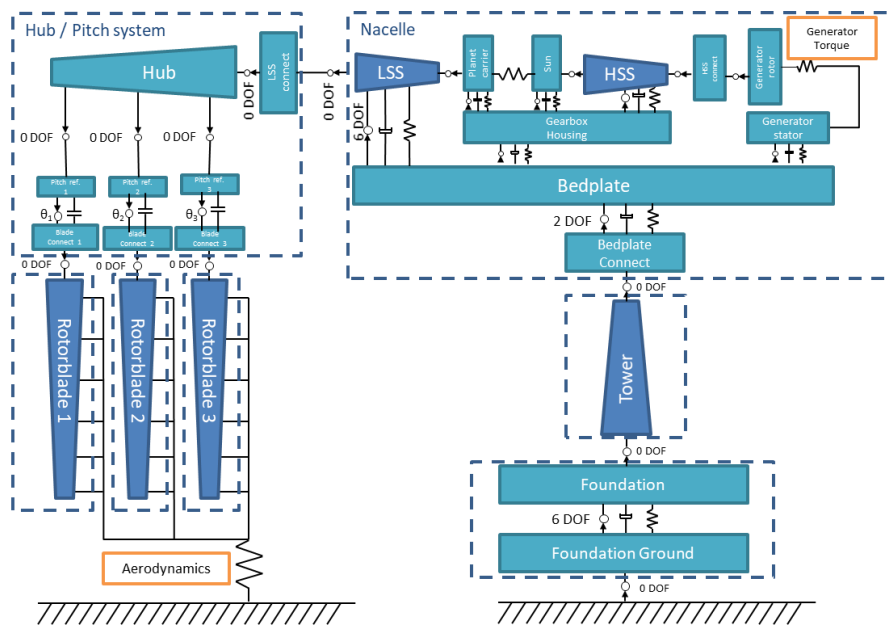 Hub / Pitch system
Nacelle
Generator
Torque
Hub
LSS
connect
0 DOF
0 DOF
LSS
Planet
carrier
Sun
HSS
HSS connect
Generator
rotor
6 DOF
Gearbox
Housing
Generator
stator
0 DOF
0 DOF
0 DOF
Pitch ref.
1
Pitch ref.
2
Pitch ref.
3
θ1
θ2
θ3
Blade
Connect 1
Blade
Connect 2
Blade
Connect 3
Bedplate
2 DOF
Bedplate
Connect
0 DOF
0 DOF
0 DOF
0 DOF
Rotorblade 1
Rotorblade 2
Rotorblade 3
Tower
0 DOF
Foundation
6 DOF
Foundation Ground
Aerodynamics
0 DOF